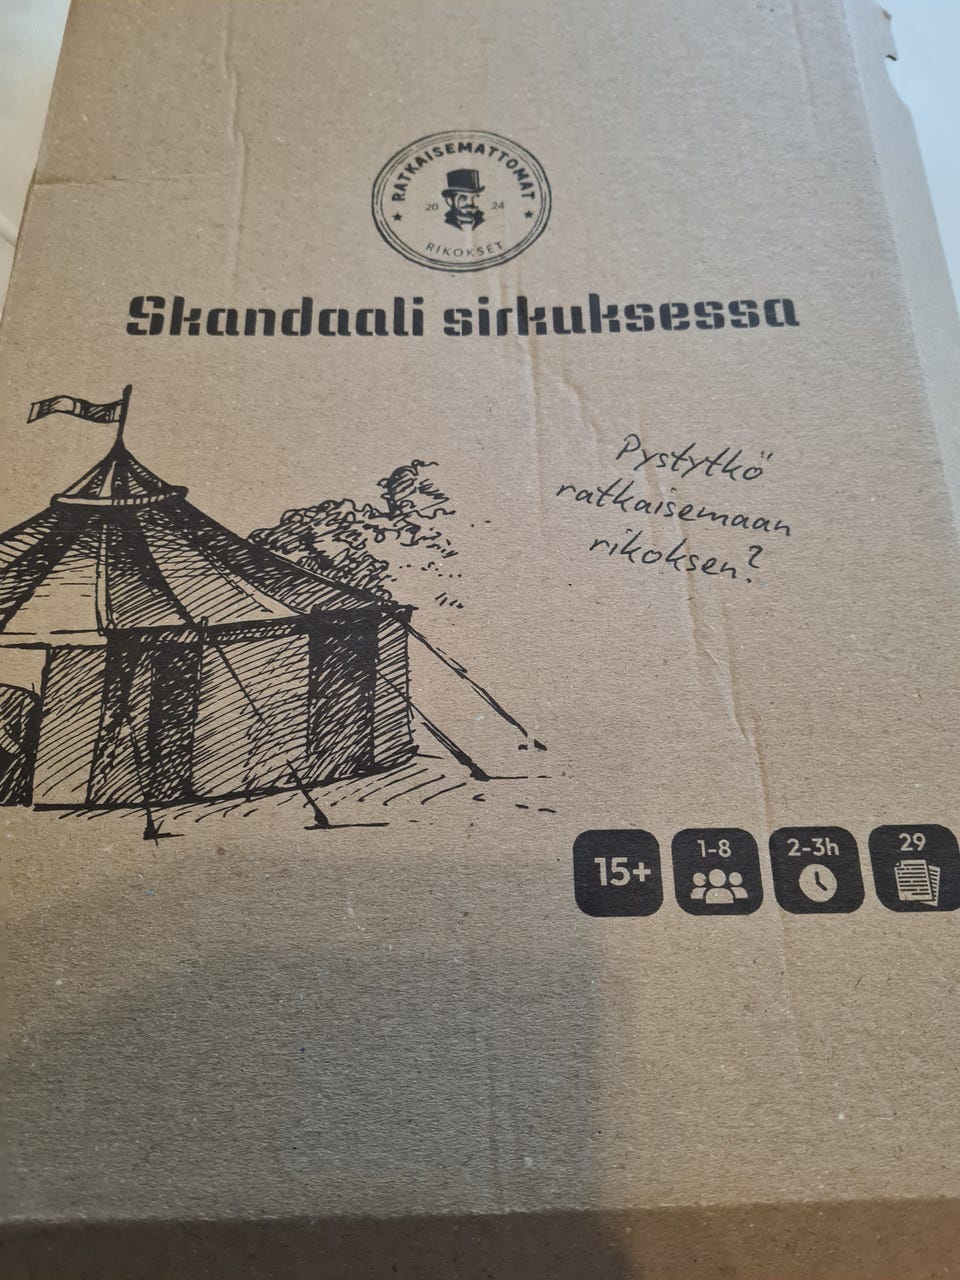 RATKAISEMATTOMAT
20 24
RIKOKSET
Skandaali sirkuksessa
Pystytkö
ratkaisemaan
rikoksen?
15+ 1-8 2-3h 29